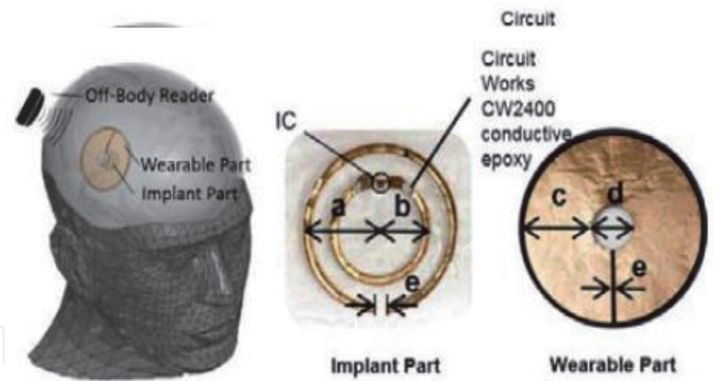 Off-Body Reader
Wearable Part
Implant Part
IC
Circuit
Circuit
Works
CW2400
conductive
epoxy
a
b
e
Implant Part
c
d
e
Wearable Part